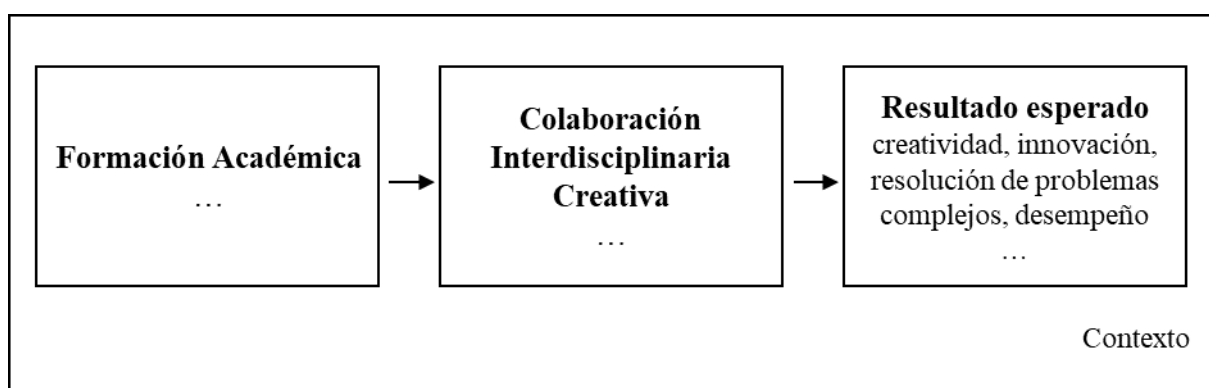 Formación Académica
…
Colaboración
Interdisciplinaria
Creativa
…
Resultado esperado
creatividad, innovación,
resolución de problemas
complejos, desempeño
…
Contexto